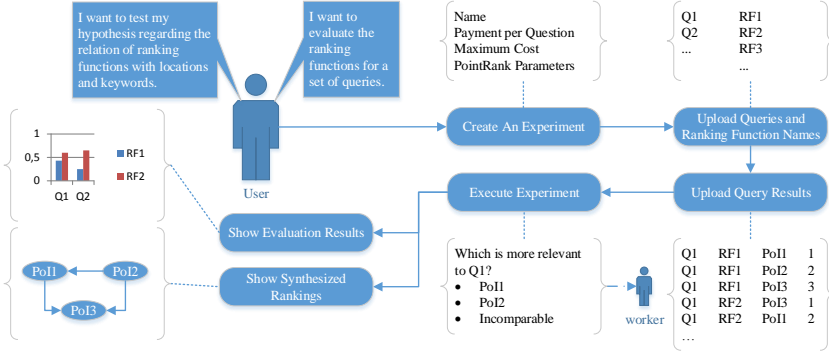 I want to test my
hypothesis regarding the
relation of ranking
functions with locations
and keywords.
I want to
evaluate the
ranking
functions for a
set of queries.
Name
Payment per Question
Maximum Cost
PointRank Parameters
Q1 RF1
Q2 RF2
... RF3
...
User
Create An Experiment
Upload Queries and
Ranking Function Names
1
0,5
0
Q1 Q2
RF1
RF2
Execute Experiment
Upload Query Results
Show Evaluation Results
Show Synthesized
Rankings
PoI1
PoI2
PoI3
Which is more relevant
to Q1?
• PoI1
• PoI2
• Incomparable
worker
Q1 RF1 PoI1 1
Q1 RF1 PoI2 2
Q1 RF1 PoI3 3
Q1 RF2 PoI3 1
Q1 RF2 PoI1 2
...